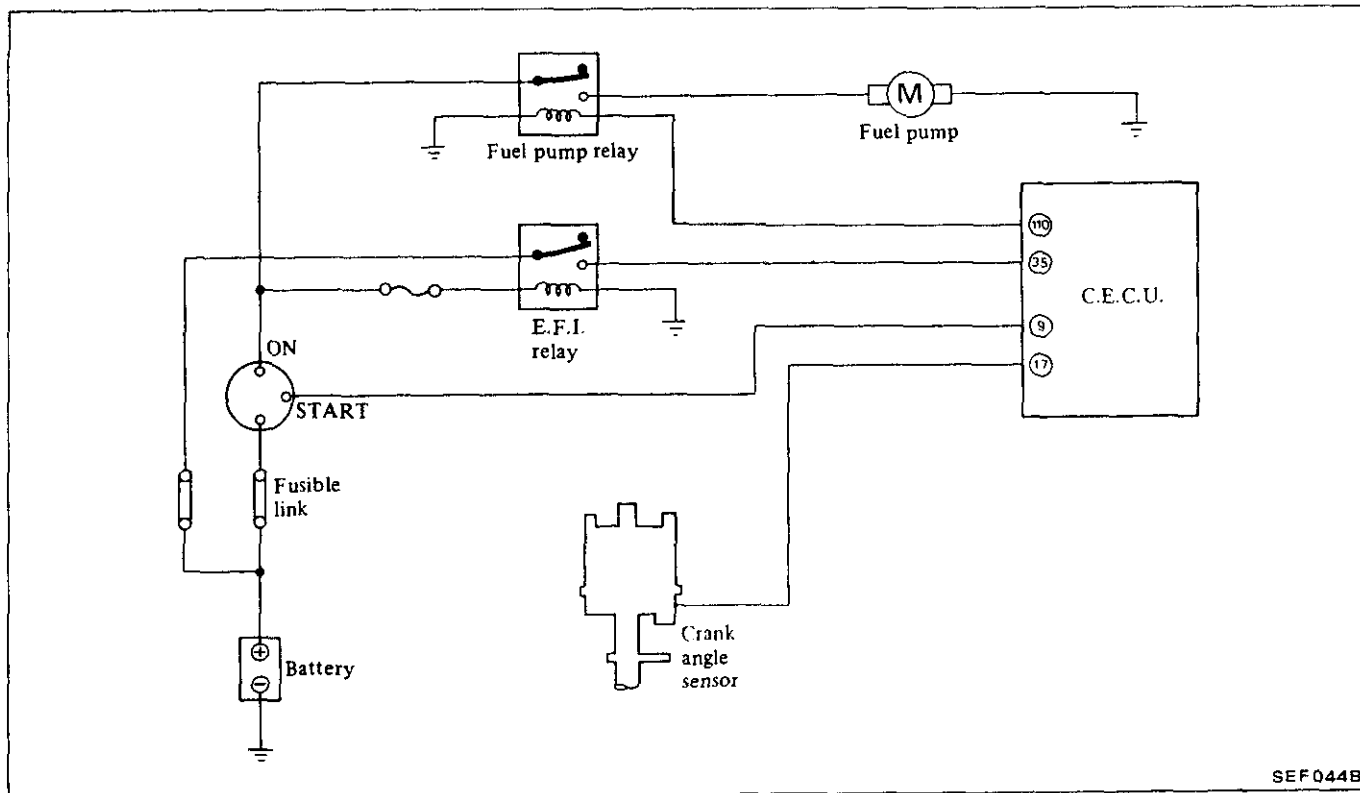 M
Fuel pump relay
Fuel pump
110
35
C.E.C.U.
E.F.I.
relay
9
ON
17
START
Fusible
link
Crank
angle
sensor
+
Battery
−
SEF044B